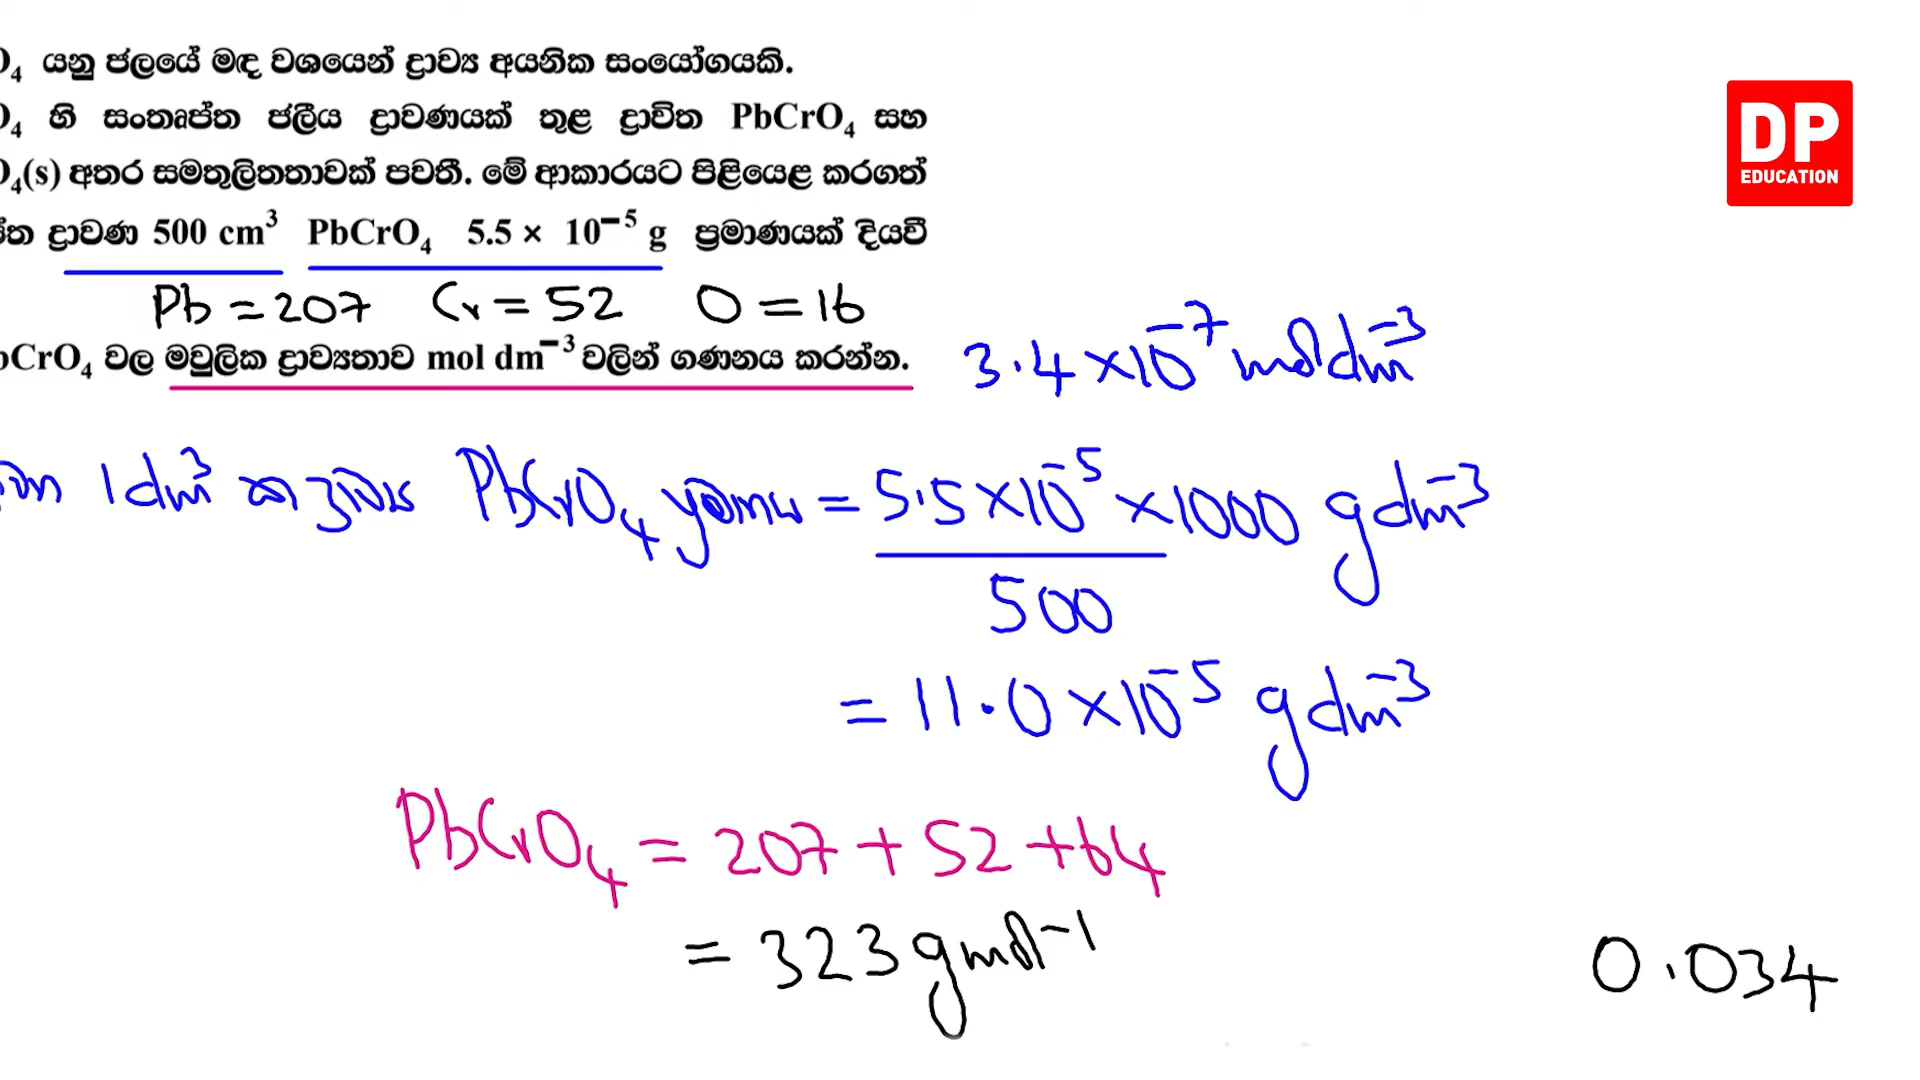 O₄ යනු ජලයේ මඳ වශයෙන් ද්‍රාව්‍ය අයනික සංයෝගයකි.
O₄ හි සංතෘප්ත ජලීය ද්‍රාවණයක් තුළ ද්‍රාවිත PbCrO₄ සහ
O₄(s) අතර සමතුලිතතාවක් පවතී. මේ ආකාරයට පිළියෙළ කරගත්
ත ද්‍රාවණ 500 cm³ PbCrO₄ 5.5 × 10⁻⁵ g ප්‍රමාණයක් දියවී
Pb = 207 Cr = 52 O = 16
bCrO₄ වල මවුලික ද්‍රාව්‍යතාව mol dm⁻³ වලින් ගණනය කරන්න.
3.4 × 10⁻⁷ mol dm⁻³
1 dm³ ක ද්‍රාව්‍ය PbCrO₄ = 5.5 × 10⁻⁵ × 1000 g dm⁻³
500
= 11.0 × 10⁻⁵ g dm⁻³
PbCrO₄ = 207 + 52 + 64
= 323 g mol⁻¹
0.034
DP
EDUCATION